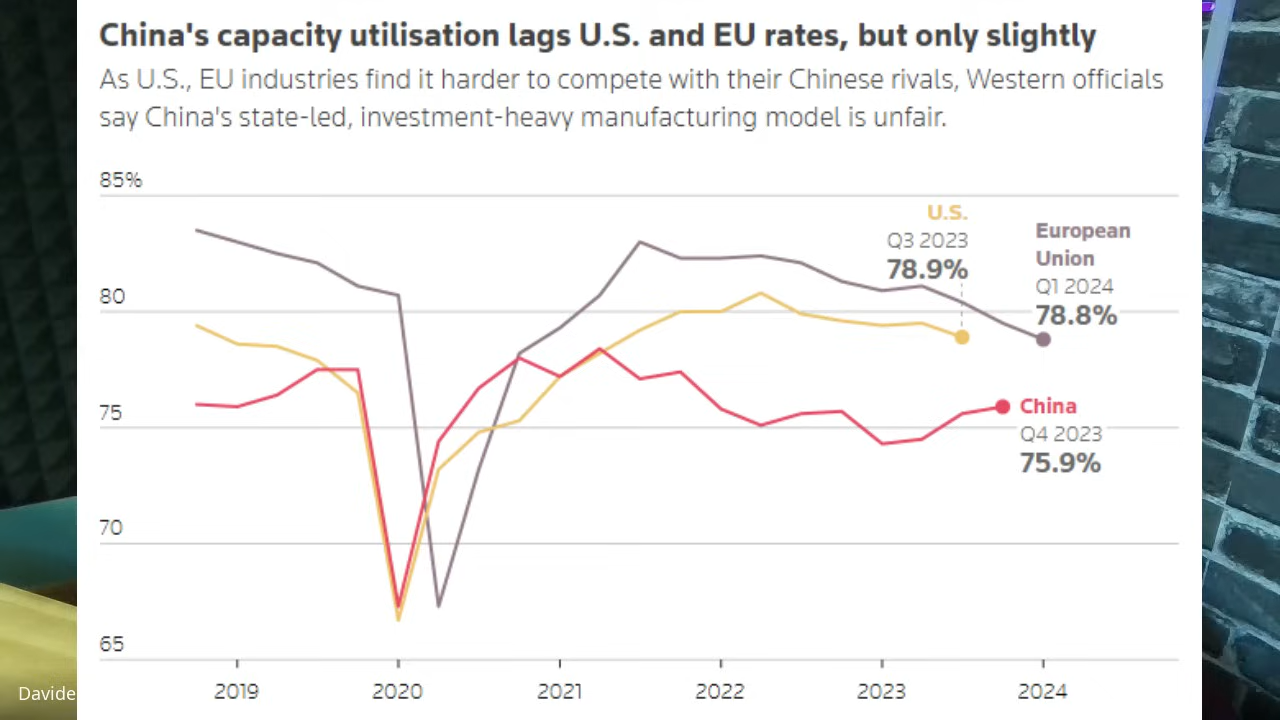 China's capacity utilisation lags U.S. and EU rates, but only slightly
As U.S., EU industries find it harder to compete with their Chinese rivals, Western officials
say China's state-led, investment-heavy manufacturing model is unfair.
85%
U.S.
Q3 2023
78.9%
European
Union
Q1 2024
78.8%
80
75
China
Q4 2023
75.9%
70
65
2019
2020
2021
2022
2023
2024
Davide